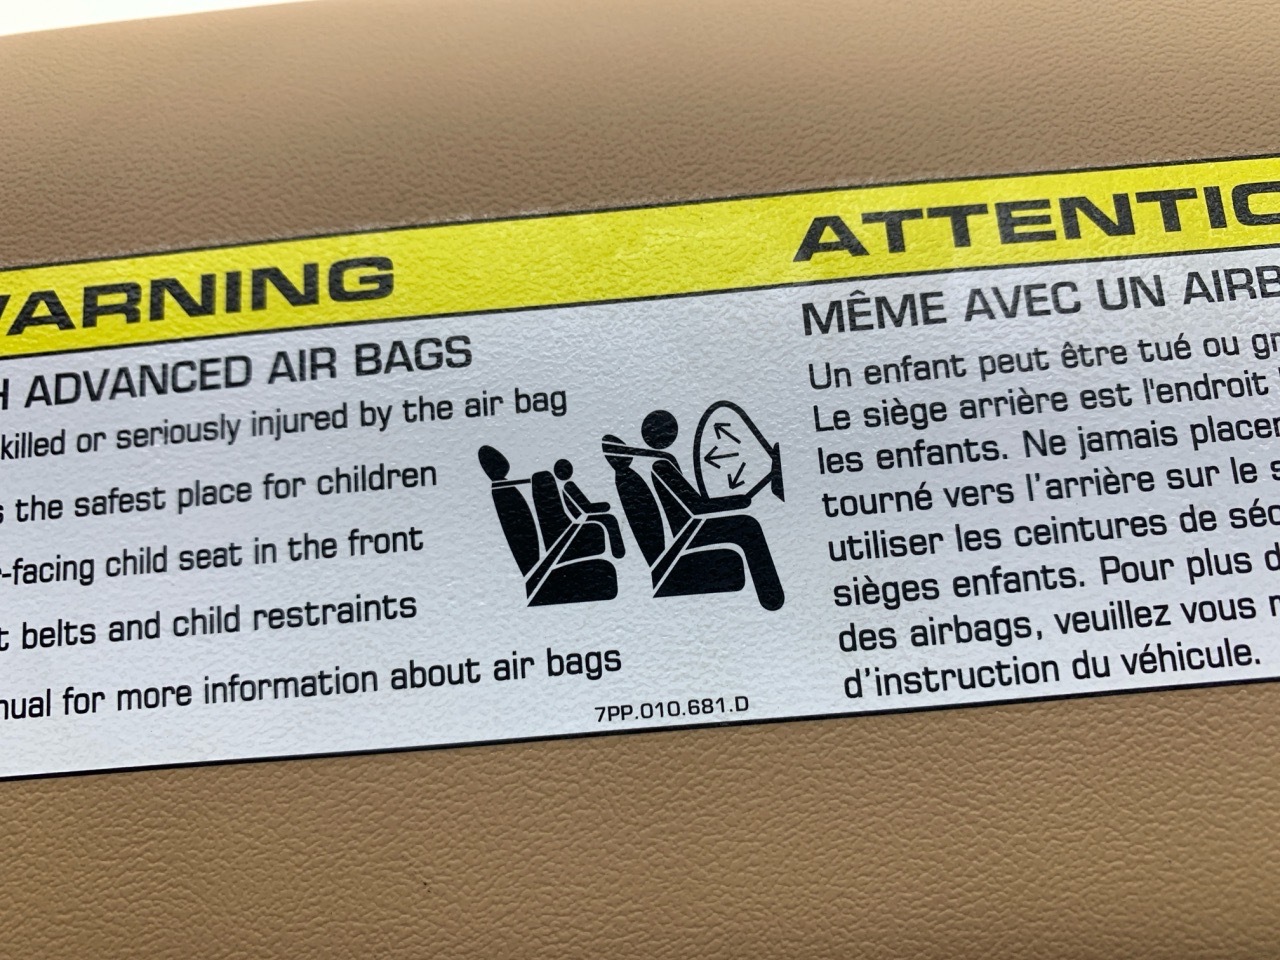 WARNING
ADVANCED AIR BAGS
killed or seriously injured by the air bag
the safest place for children
-facing child seat in the front
belts and child restraints
for more information about air bags
7PP.010.681.D
ATTENTIO
MÊME AVEC UN AIRB
Un enfant peut être tué ou gr
Le siège arrière est l'endroit
les enfants. Ne jamais placer
tourné vers l'arrière sur le s
utiliser les ceintures de séc
sièges enfants. Pour plus d
des airbags, veuillez vous
d'instruction du véhicule.